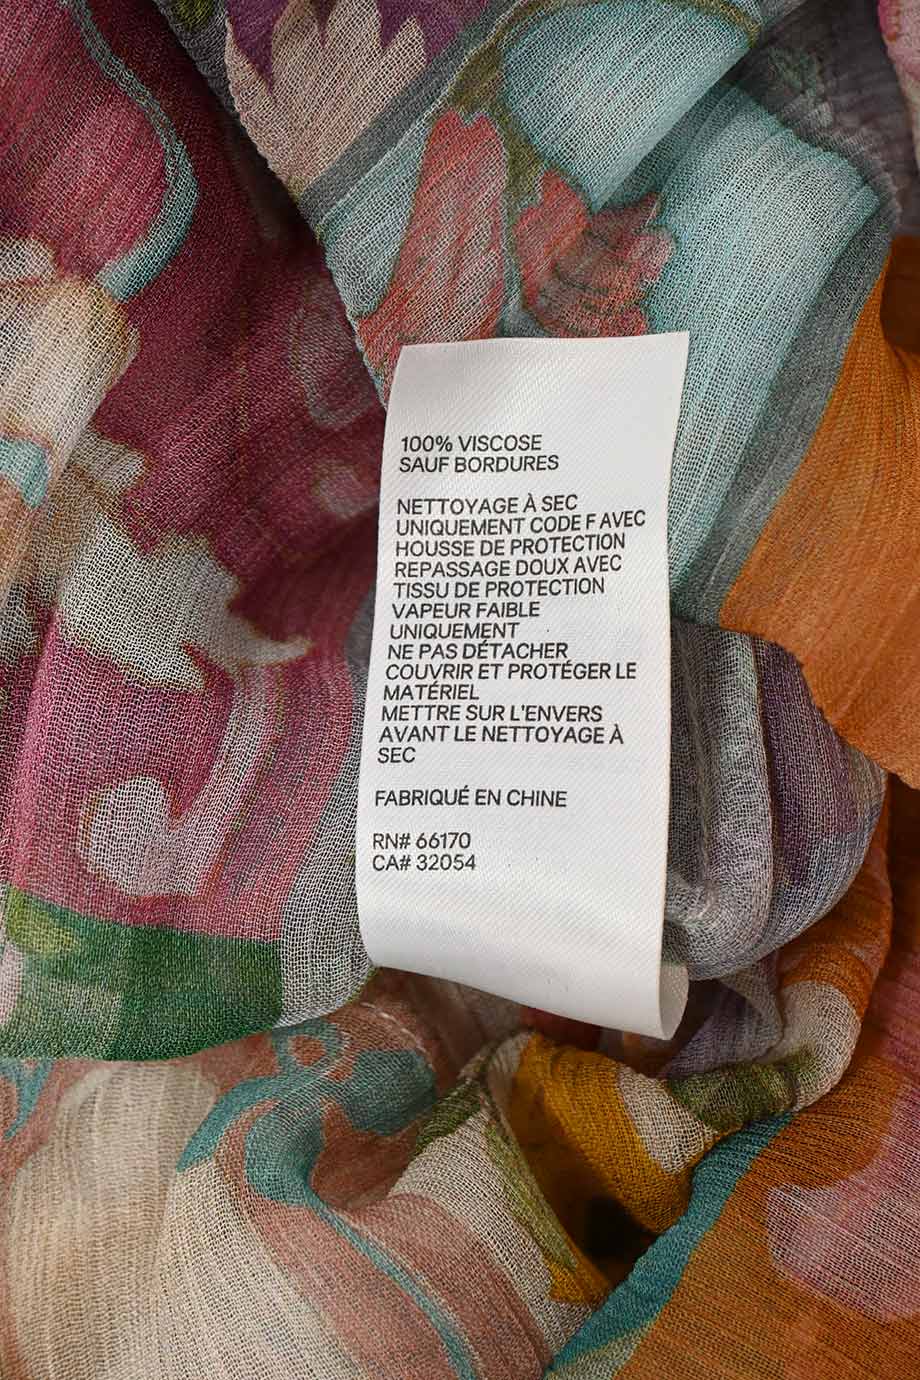 100% VISCOSE
SAUF BORDURES
NETTOYAGE À SEC
UNIQUEMENT CODE F AVEC
HOUSSE DE PROTECTION
REPASSAGE DOUX AVEC
TISSU DE PROTECTION
VAPEUR FAIBLE
UNIQUEMENT
NE PAS DÉTACHER
COUVRIR ET PROTÉGER LE
MATÉRIEL
METTRE SUR L'ENVERS
AVANT LE NETTOYAGE À
SEC
FABRIQUÉ EN CHINE
RN# 66170
CA# 32054